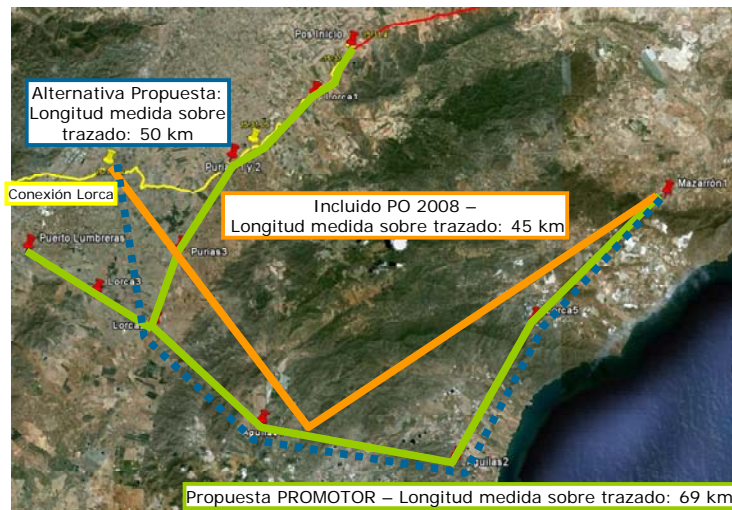 Pos.Inicio
Alternativa Propuesta:
Longitud medida sobre
trazado: 50 km
Lorca1
Purias1 y 2
Conexión Lorca
Mazarrón1
Incluido PO 2008 –
Longitud medida sobre trazado: 45 km
Puerto Lumbreras
Purias3
Lorca3
Lorca
Lorca5
Aguilas
Aguilas2
Propuesta PROMOTOR – Longitud medida sobre trazado: 69 km